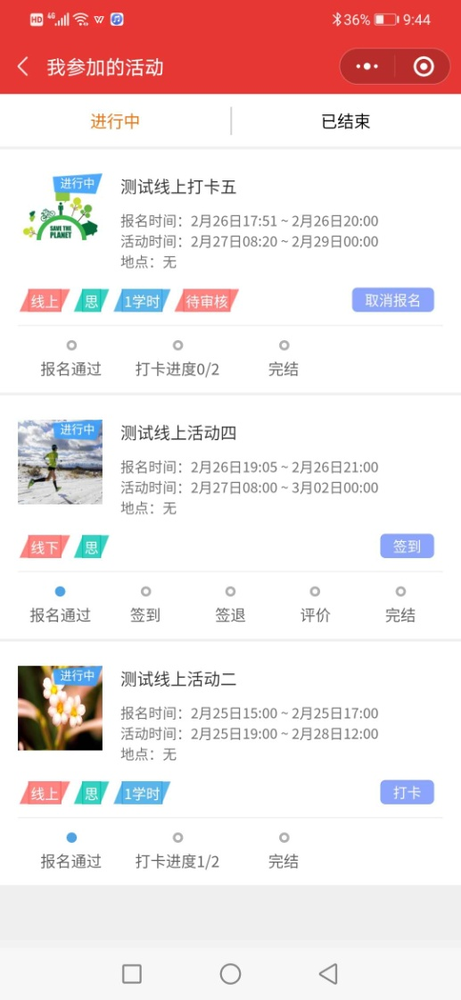 HD 4G 36% 9:44
我参加的活动
进行中 已结束
进行中
SAVE THE
PLANET
测试线上打卡五
报名时间：2月26日17:51 ~ 2月26日20:00
活动时间：2月27日08:20 ~ 2月29日00:00
地点：无
线上 思 1学时 待审核 取消报名
报名通过 打卡进度0/2 完结
进行中
测试线上活动四
报名时间：2月26日19:05 ~ 2月26日21:00
活动时间：2月27日08:00 ~ 3月02日00:00
地点：无
线下 思 签到
报名通过 签到 签退 评价 完结
进行中
测试线上活动二
报名时间：2月25日15:00 ~ 2月25日17:00
活动时间：2月25日19:00 ~ 2月28日12:00
地点：无
线上 思 1学时 打卡
报名通过 打卡进度1/2 完结